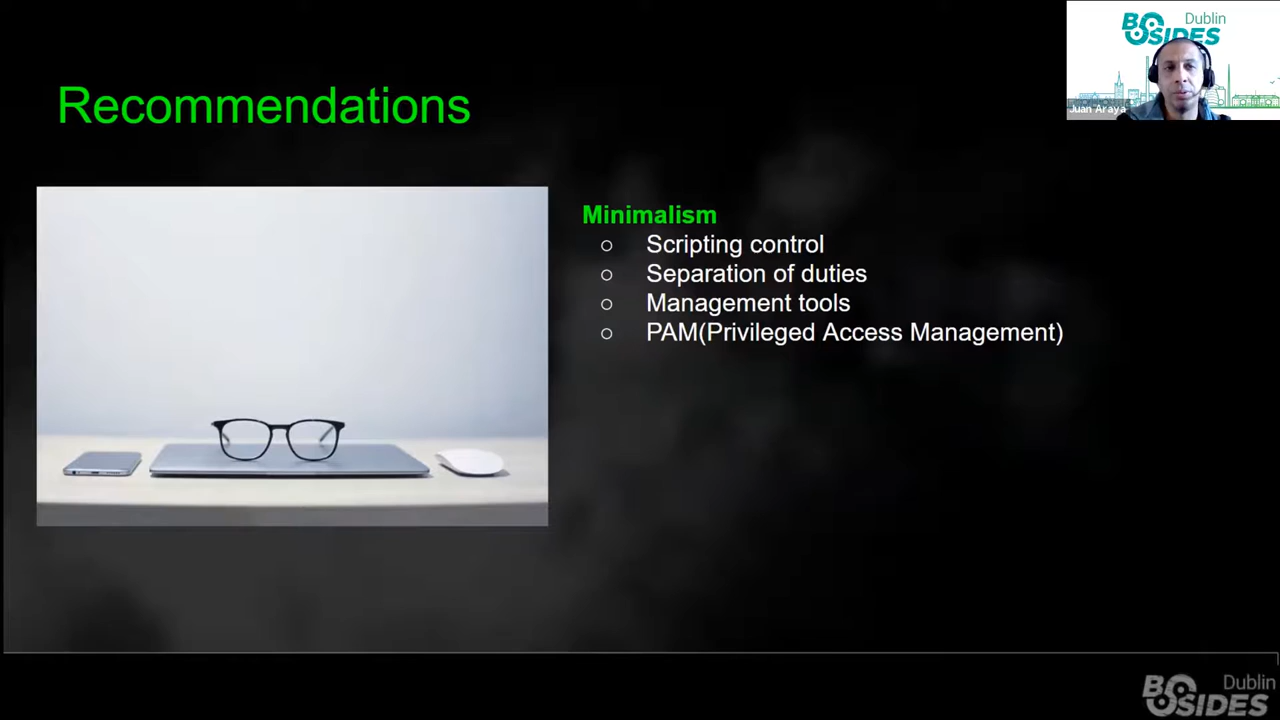 Dublin
BSIDES
Juan Araya
Recommendations
Minimalism
○ Scripting control
○ Separation of duties
○ Management tools
○ PAM(Privileged Access Management)
Dublin
BSIDES